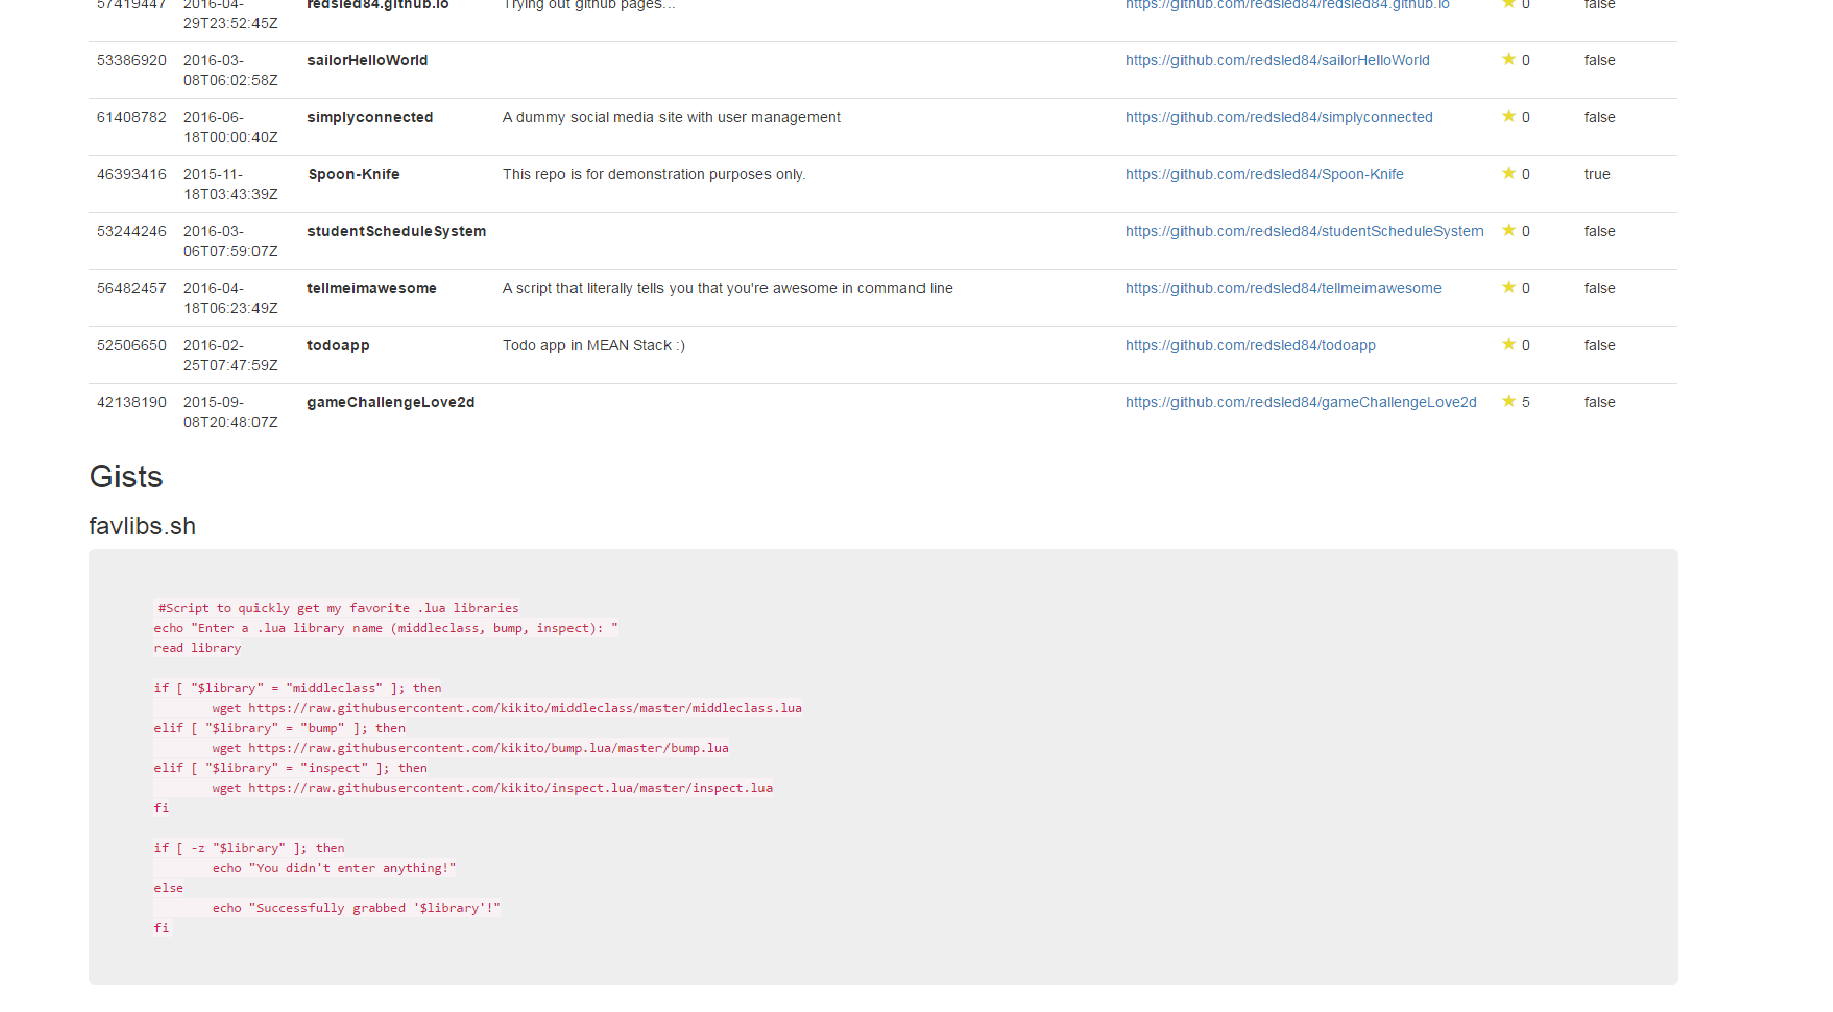 57419447 2016-04- redsled84.github.io Trying out github pages... https://github.com/redsled84/redsled84.github.io 0 false
29T23:52:45Z
53386920 2016-03- sailorHelloWorld https://github.com/redsled84/sailorHelloWorld 0 false
08T06:02:58Z
61408782 2016-06- simplyconnected A dummy social media site with user management https://github.com/redsled84/simplyconnected 0 false
18T00:00:40Z
46393416 2015-11- Spoon-Knife This repo is for demonstration purposes only. https://github.com/redsled84/Spoon-Knife 0 true
18T03:43:39Z
53244246 2016-03- studentScheduleSystem https://github.com/redsled84/studentScheduleSystem 0 false
06T07:59:07Z
56482457 2016-04- tellmeimawesome A script that literally tells you that you're awesome in command line https://github.com/redsled84/tellmeimawesome 0 false
18T06:23:49Z
52506650 2016-02- todoapp Todo app in MEAN Stack :) https://github.com/redsled84/todoapp 0 false
25T07:47:59Z
42138190 2015-09- gameChallengeLove2d https://github.com/redsled84/gameChallengeLove2d 5 false
08T20:48:07Z
Gists
favlibs.sh
#Script to quickly get my favorite .lua libraries
echo "Enter a .lua library name (middleclass, bump, inspect): "
read library
if [ "$library" = "middleclass" ]; then
wget https://raw.githubusercontent.com/kikito/middleclass/master/middleclass.lua
elif [ "$library" = "bump" ]; then
wget https://raw.githubusercontent.com/kikito/bump.lua/master/bump.lua
elif [ "$library" = "inspect" ]; then
wget https://raw.githubusercontent.com/kikito/inspect.lua/master/inspect.lua
fi
if [ -z "$library" ]; then
echo "You didn't enter anything!"
else
echo "Successfully grabbed '$library'!"
fi